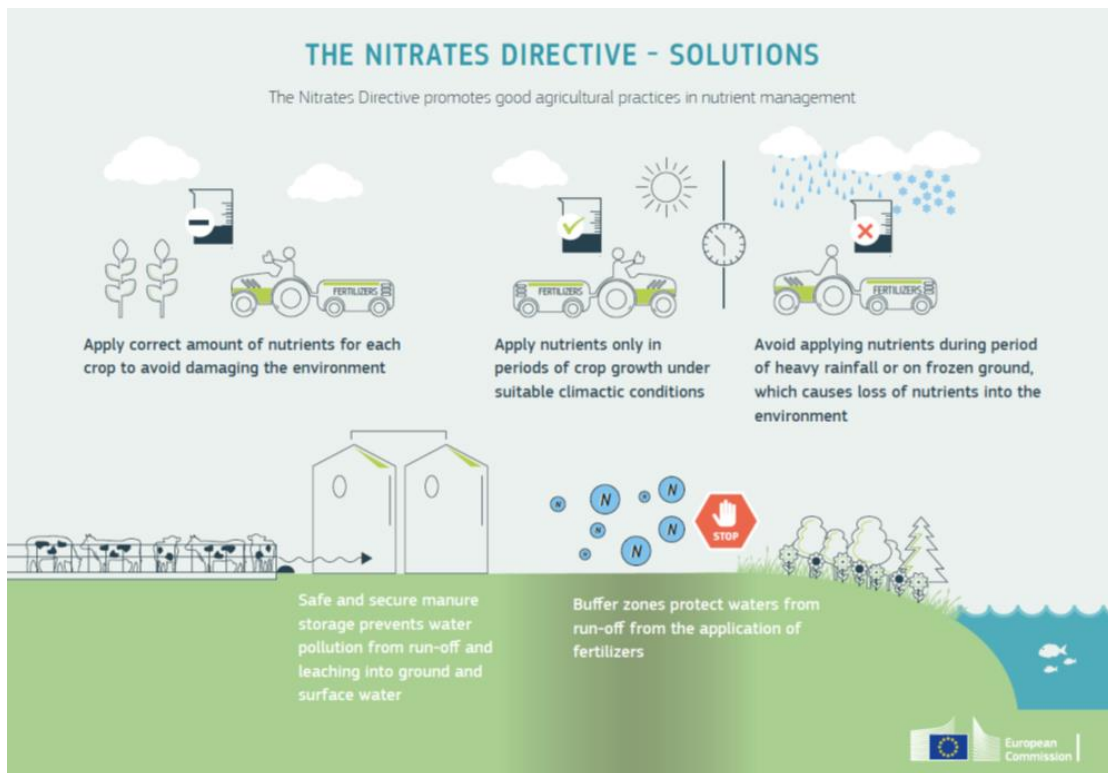 THE NITRATES DIRECTIVE - SOLUTIONS
The Nitrates Directive promotes good agricultural practices in nutrient management
FERTILIZERS
FERTILIZERS
FERTILIZERS
Apply correct amount of nutrients for each
crop to avoid damaging the environment
Apply nutrients only in
periods of crop growth under
suitable climactic conditions
Avoid applying nutrients during period
of heavy rainfall or on frozen ground,
which causes loss of nutrients into the
environment
N
N
N
N
N
N
N
N
STOP
Safe and secure manure
storage prevents water
pollution from run-off and
leaching into ground and
surface water
Buffer zones protect waters from
run-off from the application of
fertilizers
European
Commission